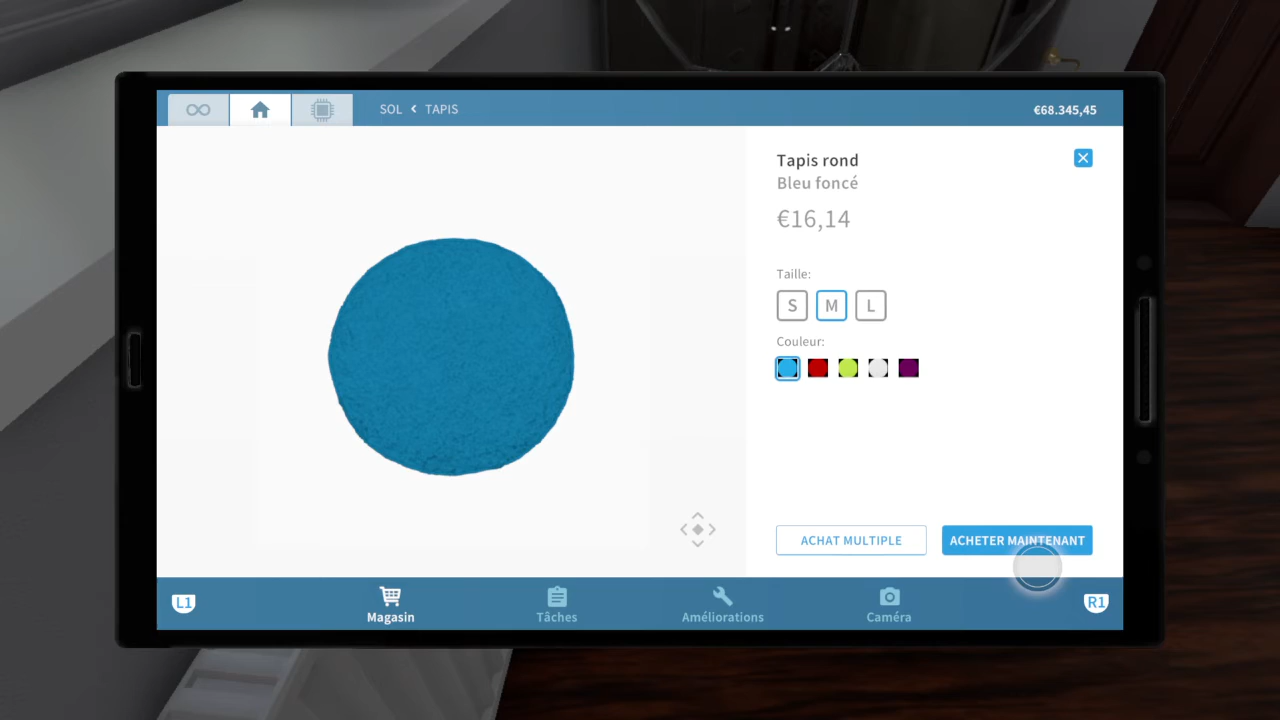 SOL < TAPIS
€68.345,45
Tapis rond
Bleu foncé
€16,14
Taille:
S M L
Couleur:
ACHAT MULTIPLE
ACHETER MAINTENANT
L1
Magasin
Tâches
Améliorations
Caméra
R1